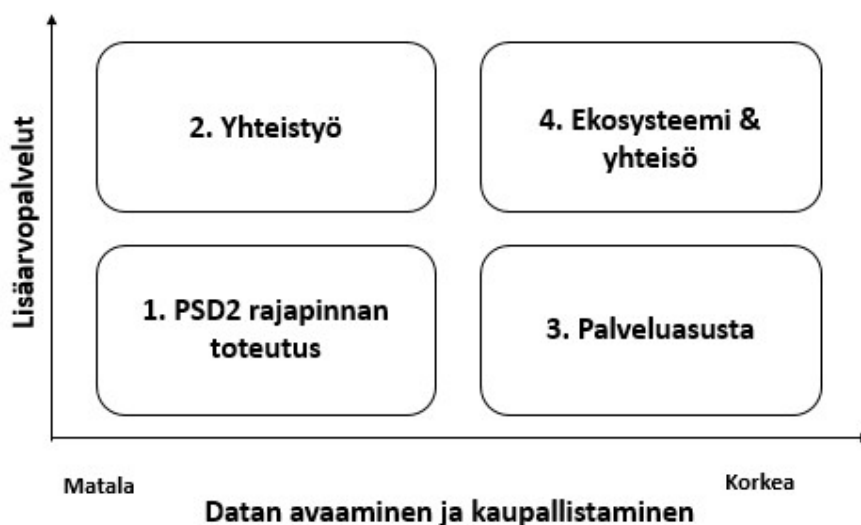 Lisäarvopalvelut
2. Yhteistyö
4. Ekosysteemi &
yhteisö
1. PSD2 rajapinnan
toteutus
3. Palveluasusta
Matala
Korkea
Datan avaaminen ja kaupallistaminen